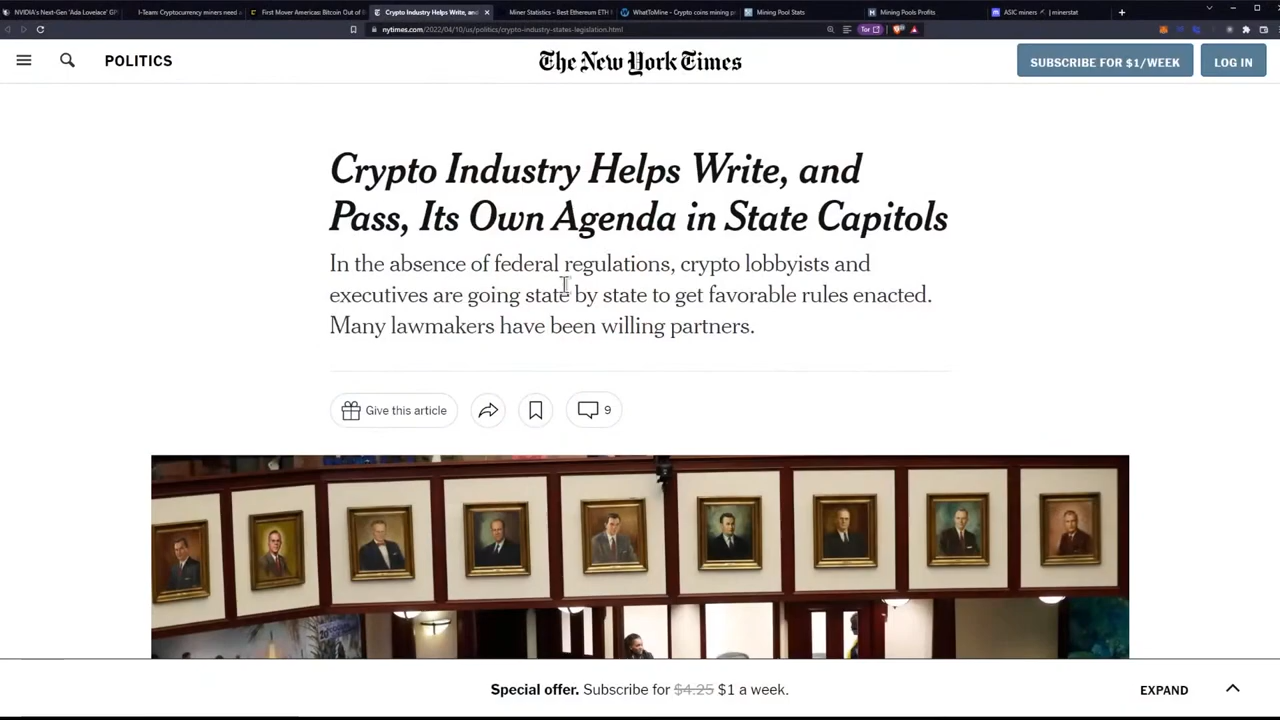 NVIDIA's Next-Gen 'Ada Lovelace' GP
I-Team: Cryptocurrency miners need a
First Mover Americas: Bitcoin Out of F
Crypto Industry Helps Write, an
Miner Statistics - Best Ethereum ETH
WhatToMine - Crypto coins mining p
Mining Pool Stats
Mining Pools Profits
ASIC miners | minerstat
nytimes.com/2022/04/10/us/politics/crypto-industry-states-legislation.html
Tor
POLITICS
The New York Times
SUBSCRIBE FOR $1/WEEK
LOG IN
Crypto Industry Helps Write, and
Pass, Its Own Agenda in State Capitols
In the absence of federal regulations, crypto lobbyists and
executives are going state by state to get favorable rules enacted.
Many lawmakers have been willing partners.
Give this article
9
Special offer. Subscribe for $4.25 $1 a week.
EXPAND